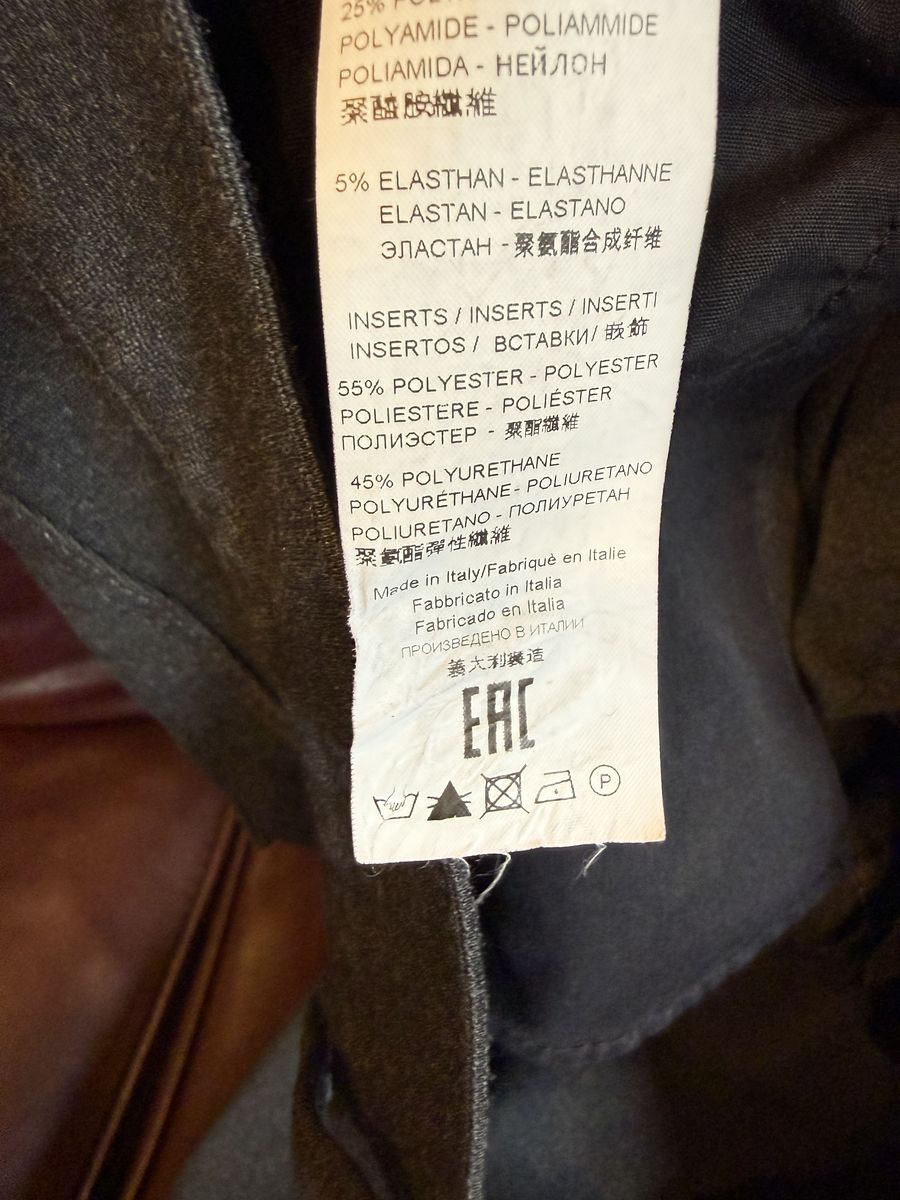 25% POLY
POLYAMIDE - POLIAMMIDE
POLIAMIDA - НЕЙЛОН
聚醯胺纖維
5% ELASTHAN - ELASTHANNE
ELASTAN - ELASTANO
ЭЛАСТАН - 聚氨酯合成纤维
INSERTS / INSERTS / INSERTI
INSERTOS / ВСТАВКИ/ 嵌飾
55% POLYESTER - POLYESTER
POLIESTERE - POLIÉSTER
ПОЛИЭСТЕР - 聚酯纖維
45% POLYURETHANE
POLYURÉTHANE - POLIURETANO
POLIURETANO - ПОЛИУРЕТАН
聚氨酯彈性纖維
Made in Italy/Fabriquè en Italie
Fabbricato in Italia
Fabricado en Italia
ПРОИЗВЕДЕНО В ИТАЛИИ
義大利製造
EAC
P